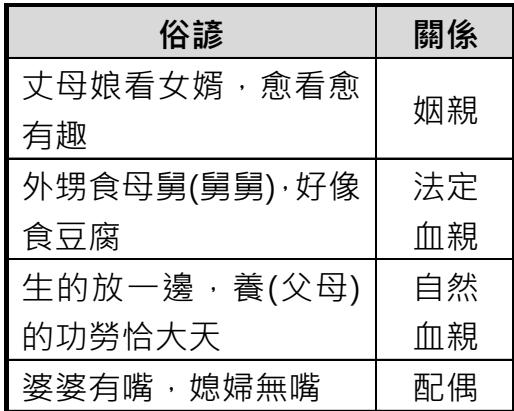 俗諺 關係
丈母娘看女婿，愈看愈
有趣
姻親
外甥食母舅(舅舅)，好像
食豆腐
法定
血親
生的放一邊，養(父母)
的功勞恰大天
自然
血親
婆婆有嘴，媳婦無嘴 配偶